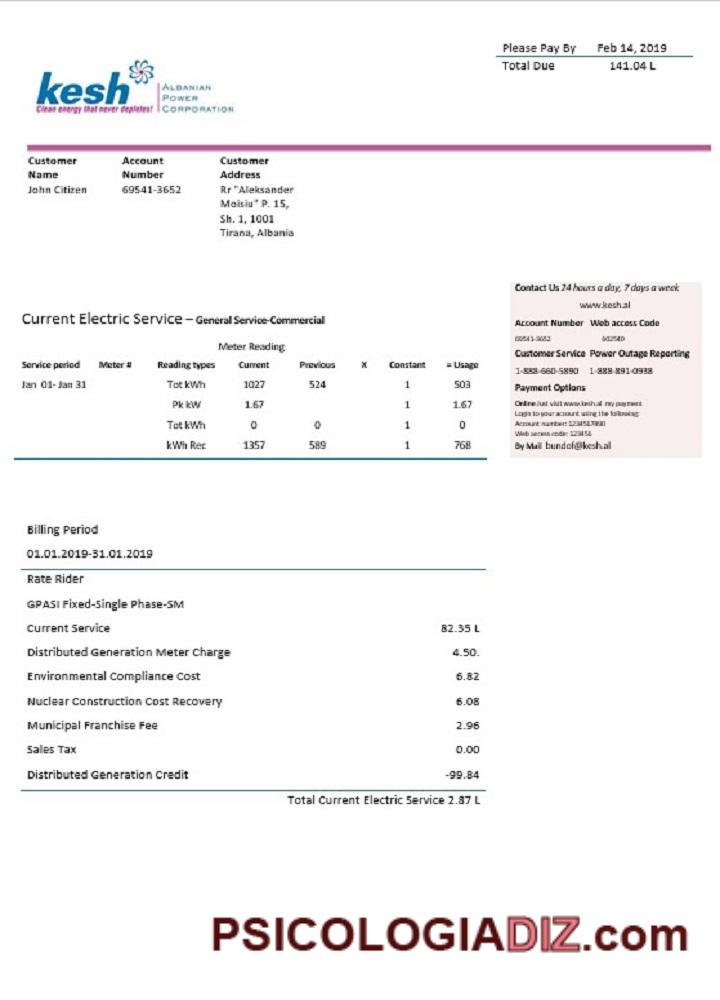 Please Pay By Feb 14, 2019
Total Due 141.04 L
kesh
ALBANIAN
POWER
CORPORATION
Clean energy that never depletes!
Customer Name Account Number Customer Address
John Citizen 69541-3652 Rr "Aleksander
Moisiu" P. 15,
Sh. 1, 1001
Tirana, Albania
Contact Us 24 hours a day, 7 days a week
www.kesh.al
Account Number Web access Code
69541-3652
Customer Service Power Outage Reporting
1-888-660-5890 1-888-891-0938
Payment Options
Online Just visit www.kesh.al my payment
Login to your account using the following:
Account number: 1234567890
Web access code: 123456
By Mail bundof@kesh.al
Current Electric Service – General Service-Commercial
Meter Reading
Service period Meter # Reading types Current Previous X Constant = Usage
Jan 01- Jan 31 Tot kWh 1027 524 1 503
Pk kW 1.67 1 1.67
Tot kWh 0 0 1 0
kWh Rec 1357 589 1 768
Billing Period
01.01.2019-31.01.2019
Rate Rider
GPASI Fixed-Single Phase-SM
Current Service 82.35 L
Distributed Generation Meter Charge 4.50.
Environmental Compliance Cost 6.82
Nuclear Construction Cost Recovery 6.08
Municipal Franchise Fee 2.96
Sales Tax 0.00
Distributed Generation Credit -99.84
Total Current Electric Service 2.87 L
PSICOLOGIADIZ.com